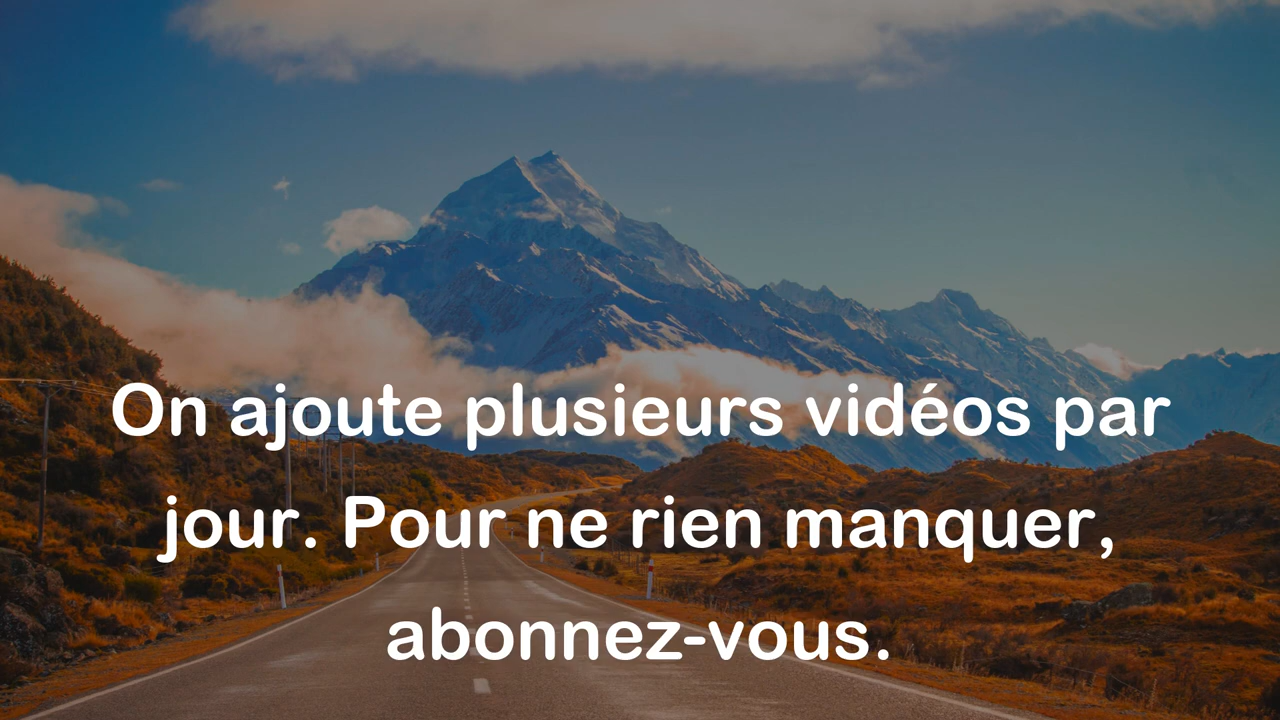 On ajoute plusieurs vidéos par
jour. Pour ne rien manquer,
abonnez-vous.